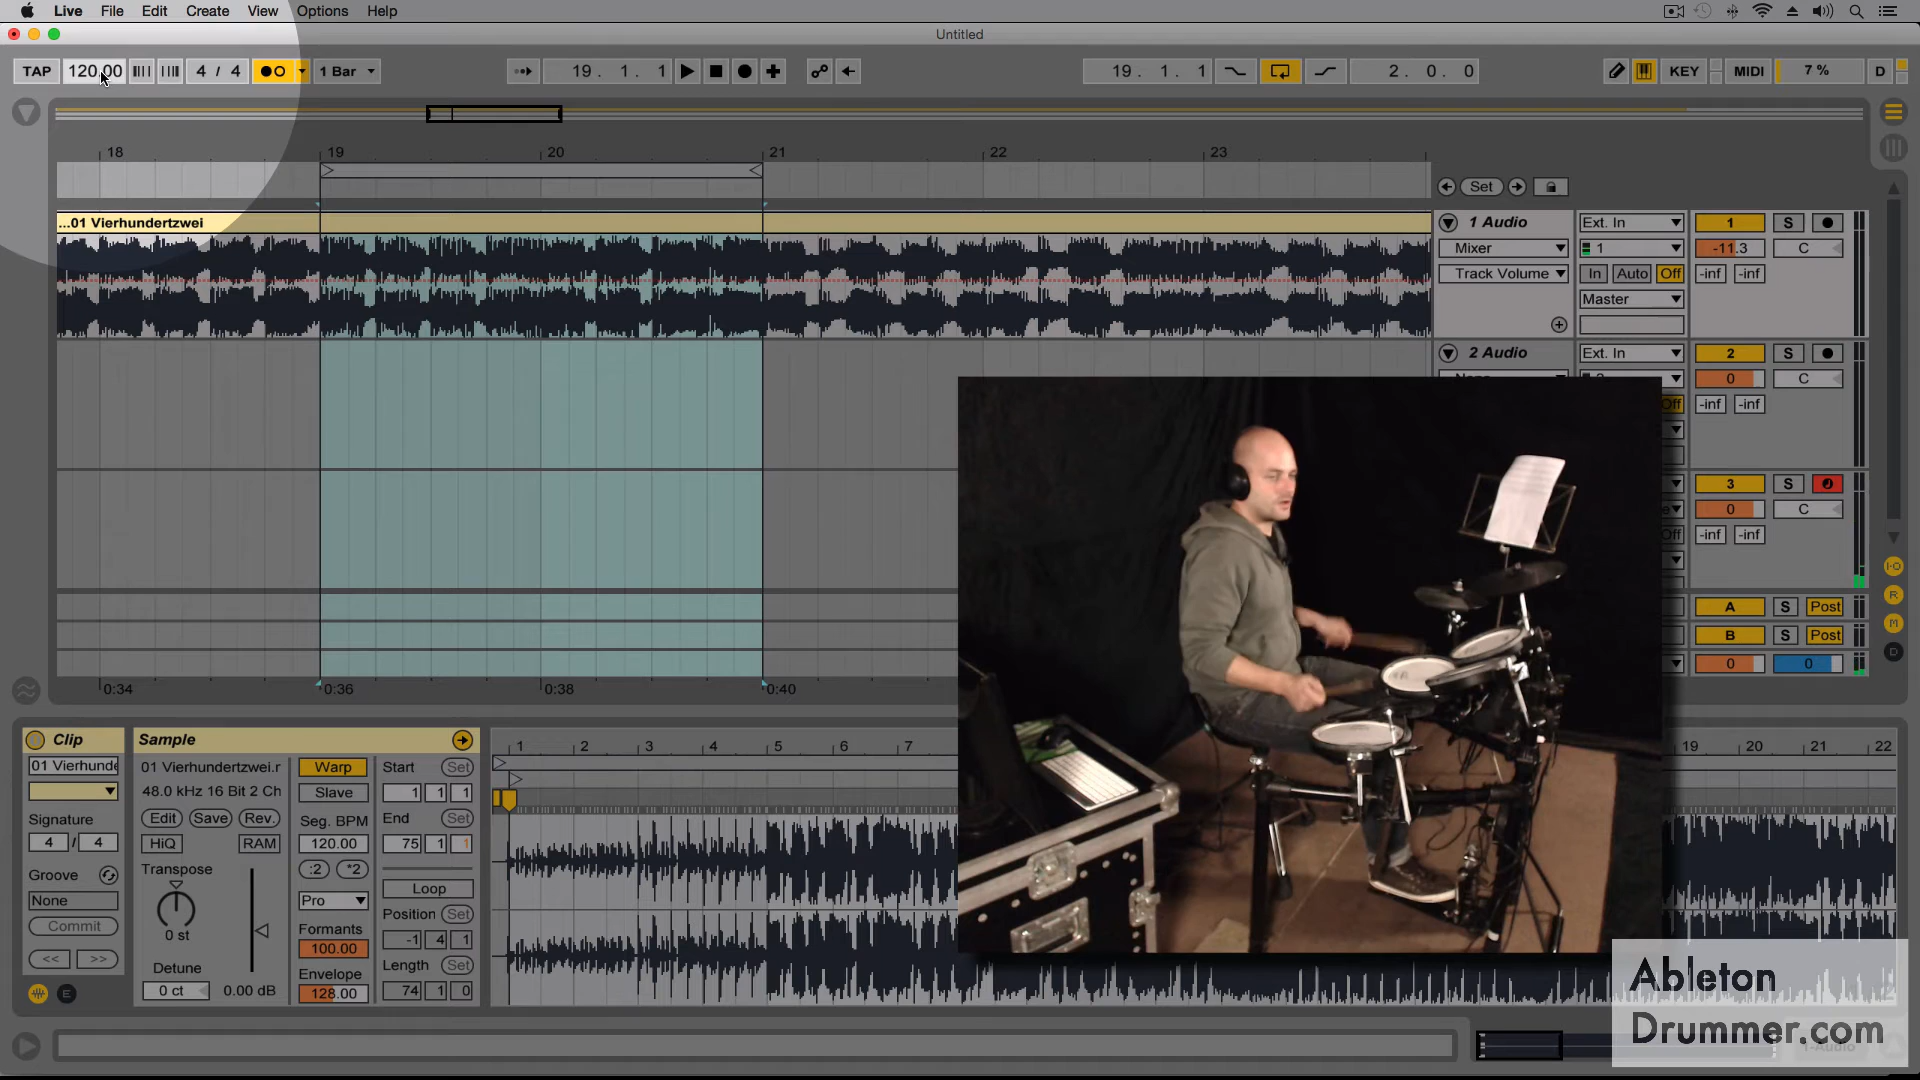 Live File Edit Create View Options Help
Untitled
TAP 120.00 4 / 4 1 Bar 19. 1. 1 19. 1. 1 2. 0. 0 KEY MIDI 7 % D
18 19 20 21 22 23
Set
...01 Vierhundertzwei
1 Audio Ext. In 1 S
Mixer 1 -11.3 C
Track Volume In Auto Off -inf -inf
Master
2 Audio Ext. In 2 S
0 C
Off -inf -inf
3 S
0 C
Off -inf -inf
A S Post
B S Post
0 0
0:34 0:36 0:38 0:40
I-O
R
M
D
Clip Sample
01 Vierhunde 01 Vierhundertzwei.r Warp Start Set
48.0 kHz 16 Bit 2 Ch Slave 1 1 1
Signature Edit Save Rev. Seg. BPM End Set
4 / 4 HiQ RAM 120.00 75 1 1
Groove Transpose :2 *2
None Pro Loop
Commit 0 st Formants Position Set
100.00 -1 4 1
<< >> Detune Envelope Length Set
E 0 ct 0.00 dB 128.00 74 1 0
1 2 3 4 5 6 7 19 20 21 22
Ableton
Drummer.com
1-Audio